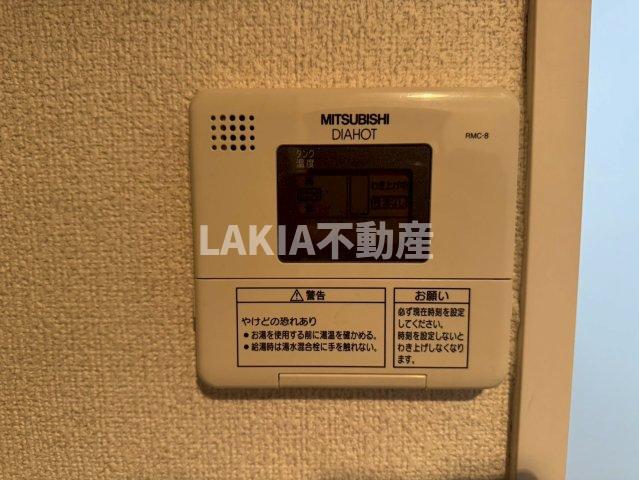 MITSUBISHI
DIAHOT
RMC-8
タンク
温度
わき上げ中
LAKIA不動産
⚠警告
やけどの恐れあり
●お湯を使用する前に湯温を確かめる。
●給湯時は湯水混合栓に手を触れない。
お願い
必ず現在時刻を設定
してください。
時刻を設定しないと
わき上げしなくなり
ます。